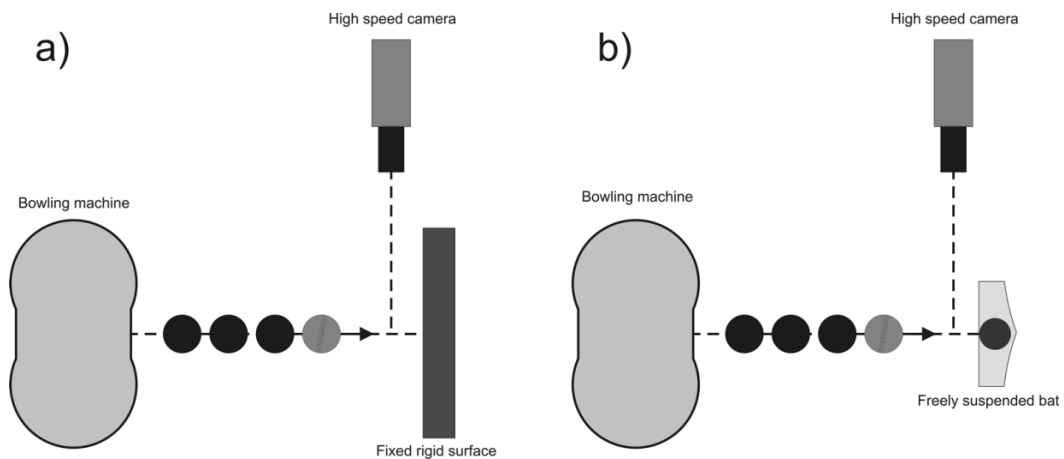 a)
High speed camera
Bowling machine
Fixed rigid surface
b)
High speed camera
Bowling machine
Freely suspended bat